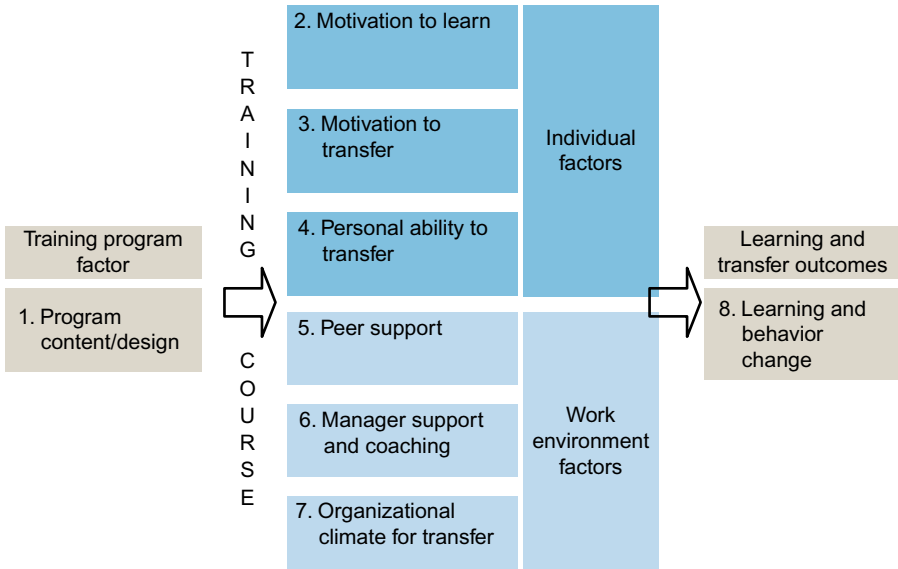 Training program
factor
1. Program
content/design
TRAINING
COURSE
2. Motivation to learn
3. Motivation to
transfer
4. Personal ability to
transfer
Individual
factors
5. Peer support
6. Manager support
and coaching
7. Organizational
climate for transfer
Work
environment
factors
Learning and
transfer outcomes
8. Learning and
behavior
change